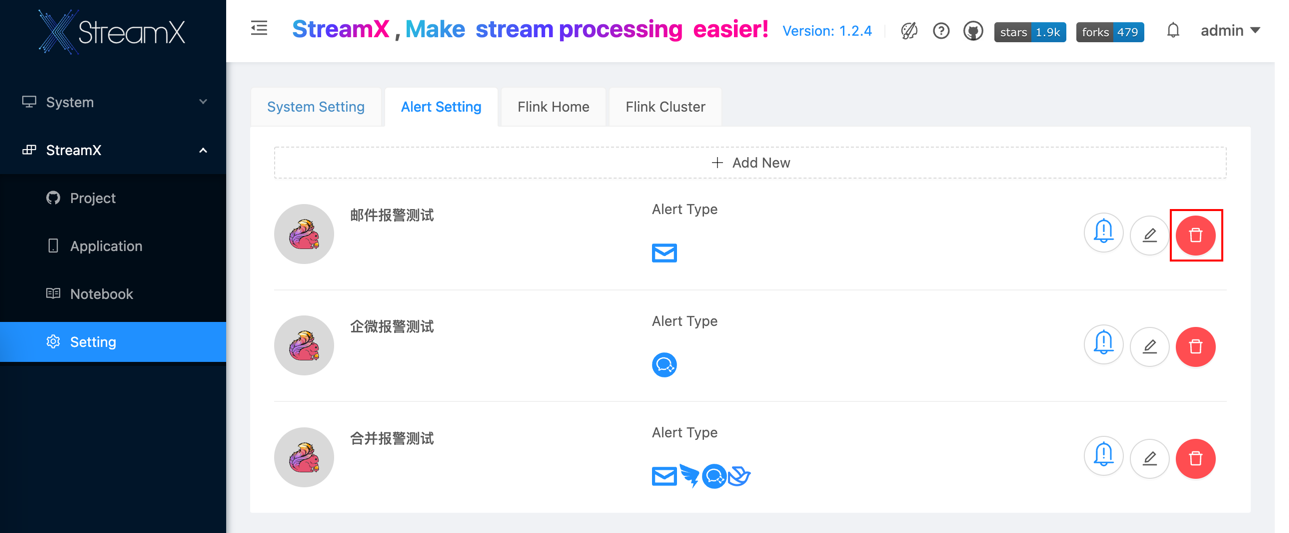 StreamX
StreamX , Make stream processing easier!
Version: 1.2.4
stars 1.9k
forks 479
admin
System
StreamX
Project
Application
Notebook
Setting
System Setting
Alert Setting
Flink Home
Flink Cluster
Add New
邮件报警测试
Alert Type
企微报警测试
Alert Type
合并报警测试
Alert Type